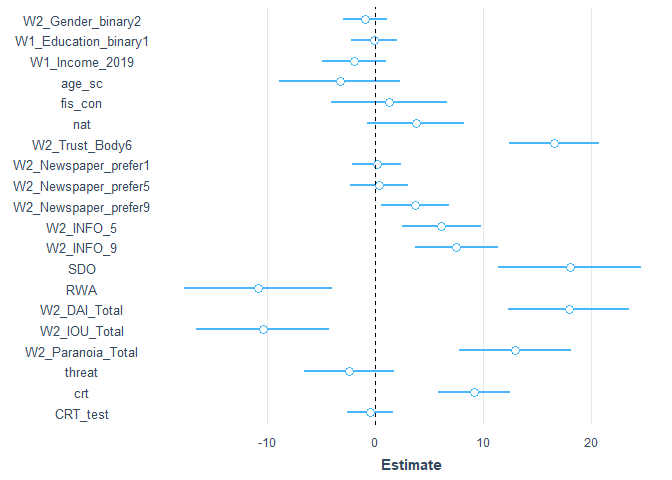 W2_Gender_binary2
W1_Education_binary1
W1_Income_2019
age_sc
fis_con
nat
W2_Trust_Body6
W2_Newspaper_prefer1
W2_Newspaper_prefer5
W2_Newspaper_prefer9
W2_INFO_5
W2_INFO_9
SDO
RWA
W2_DAI_Total
W2_IOU_Total
W2_Paranoia_Total
threat
crt
CRT_test
-10 0 10 20
Estimate